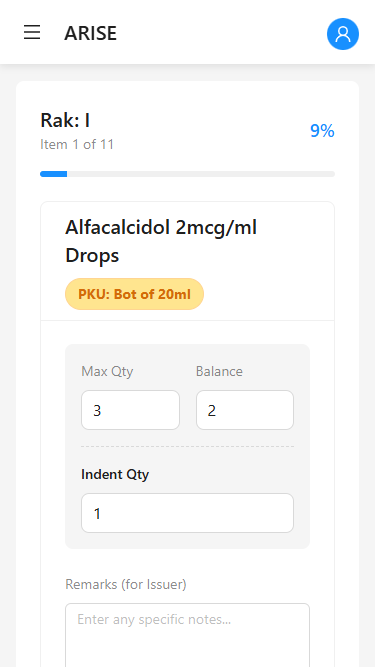 ARISE
Rak: I
9%
Item 1 of 11
Alfacalcidol 2mcg/ml
Drops
PKU: Bot of 20ml
Max Qty
Balance
3
2
Indent Qty
1
Remarks (for Issuer)
Enter any specific notes...